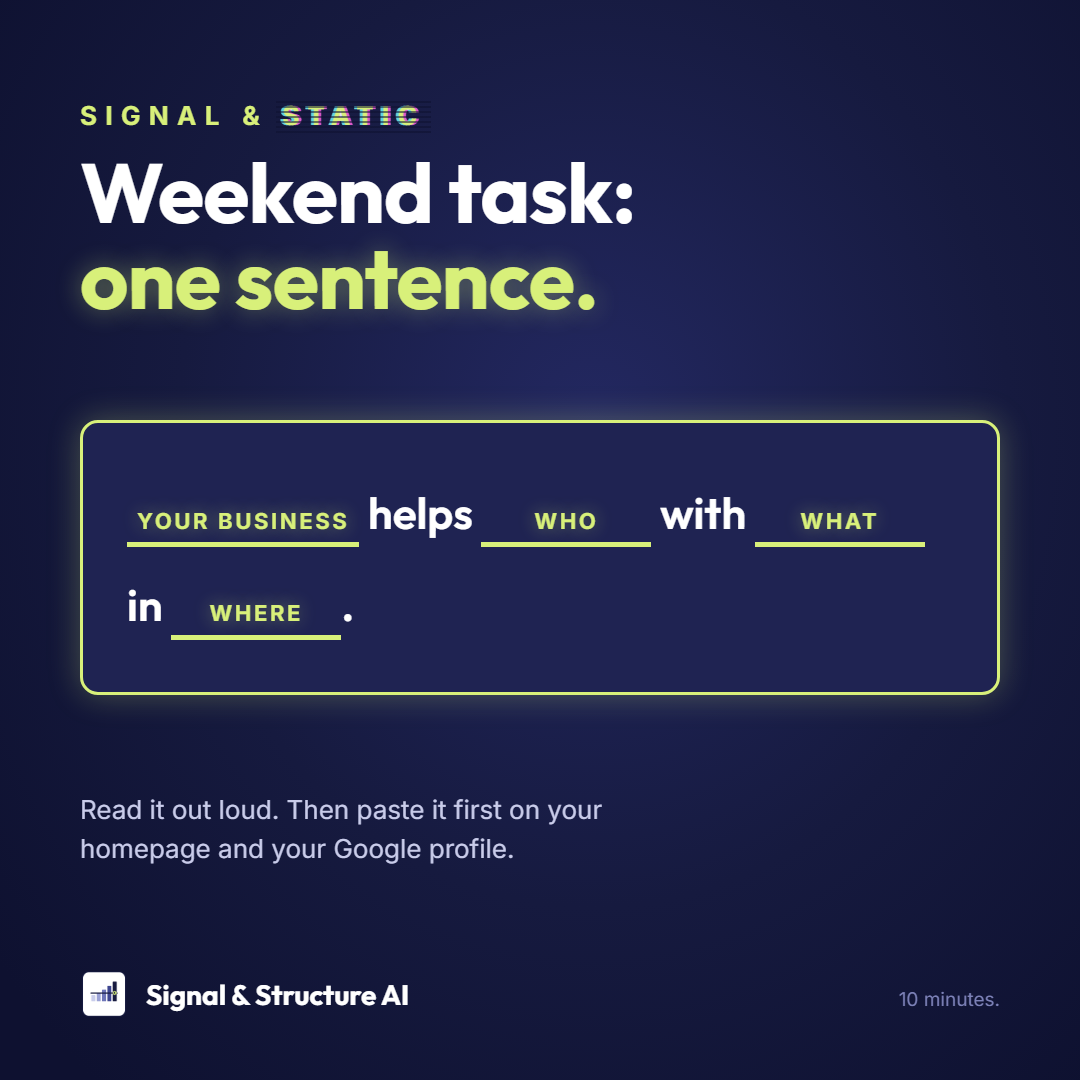 SIGNAL & STATIC
Weekend task:
one sentence.
YOUR BUSINESS helps WHO with WHAT
in WHERE .
Read it out loud. Then paste it first on your
homepage and your Google profile.
Signal & Structure AI
10 minutes.